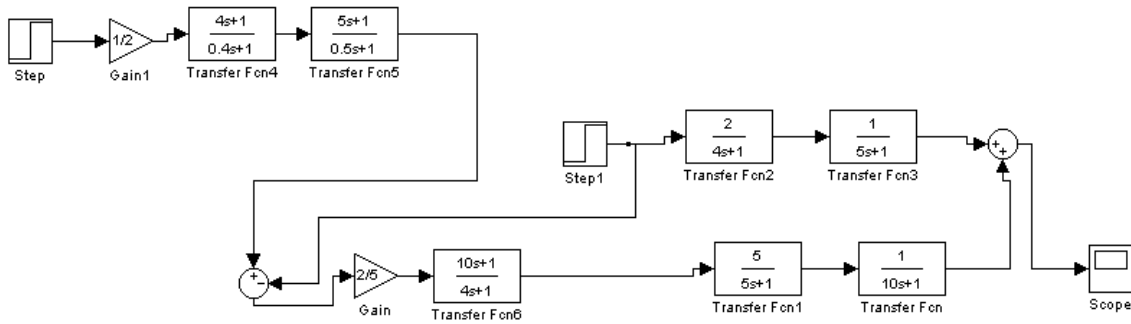 Step
1/2
Gain1
4s+1
0.4s+1
Transfer Fcn4
5s+1
0.5s+1
Transfer Fcn5
Step1
2
4s+1
Transfer Fcn2
1
5s+1
Transfer Fcn3
+
+
+
−
2/5
Gain
10s+1
4s+1
Transfer Fcn6
5
5s+1
Transfer Fcn1
1
10s+1
Transfer Fcn
Scope